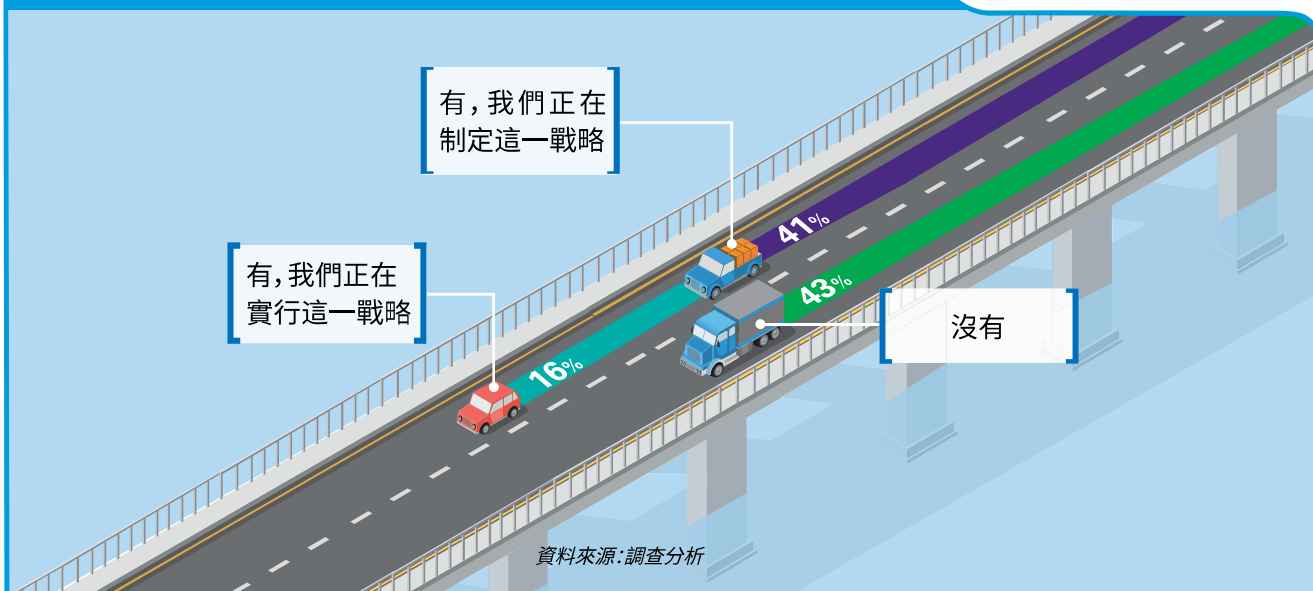 有，我們正在
制定這一戰略
41%
有，我們正在
實行這一戰略
43%
沒有
16%
資料來源：調查分析